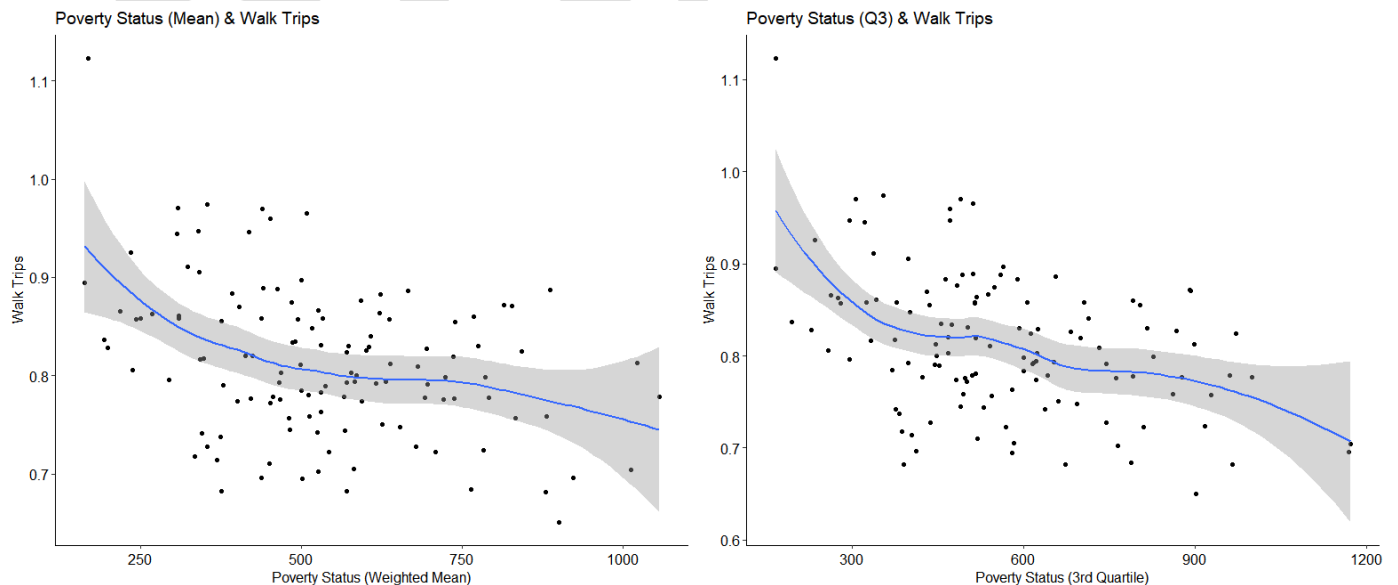 Poverty Status (Mean) & Walk Trips
1.1
1.0
0.9
0.8
0.7
Walk Trips
250 500 750 1000
Poverty Status (Weighted Mean)
Poverty Status (Q3) & Walk Trips
1.1
1.0
0.9
0.8
0.7
0.6
Walk Trips
300 600 900 1200
Poverty Status (3rd Quartile)